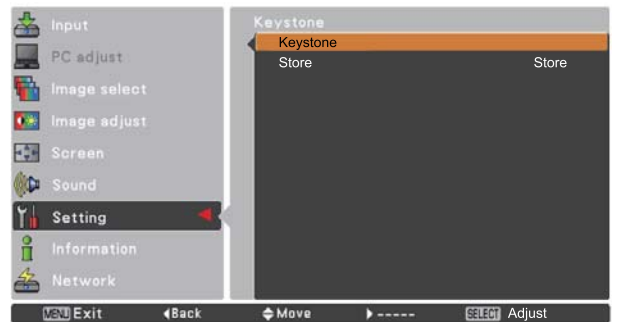 Input
PC adjust
Image select
Image adjust
Screen
Sound
Setting
Information
Network
Keystone
Keystone
Store Store
MENU Exit Back Move ----- SELECT Adjust